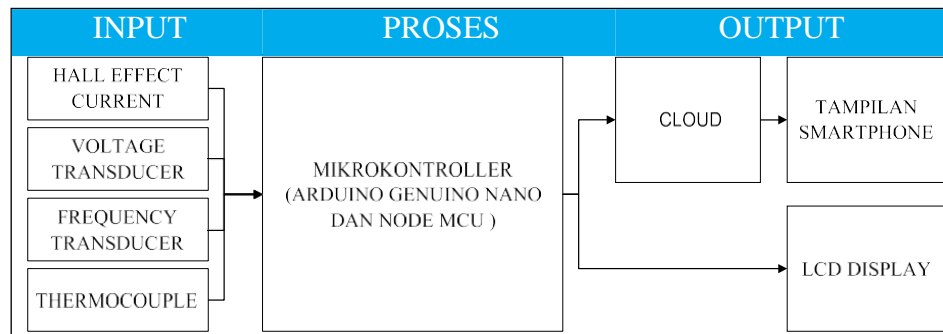 INPUT
PROSES
OUTPUT
HALL EFFECT
CURRENT
VOLTAGE
TRANSDUCER
FREQUENCY
TRANSDUCER
THERMOCOUPLE
MIKROKONTROLLER
(ARDUINO GENUINO NANO
DAN NODE MCU )
CLOUD
TAMPILAN
SMARTPHONE
LCD DISPLAY